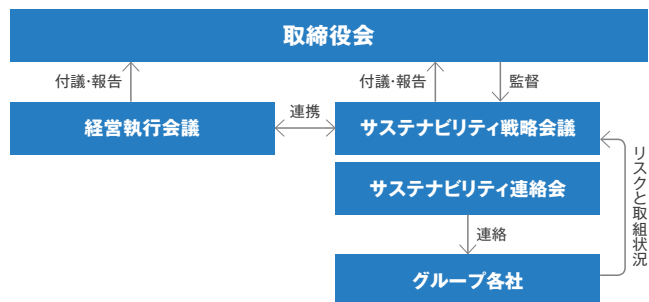 取締役会
付議·報告
付議·報告
監督
経営執行会議
連携
サステナビリティ戦略会議
サステナビリティ連絡会
連絡
グループ各社
リスクと取組状況